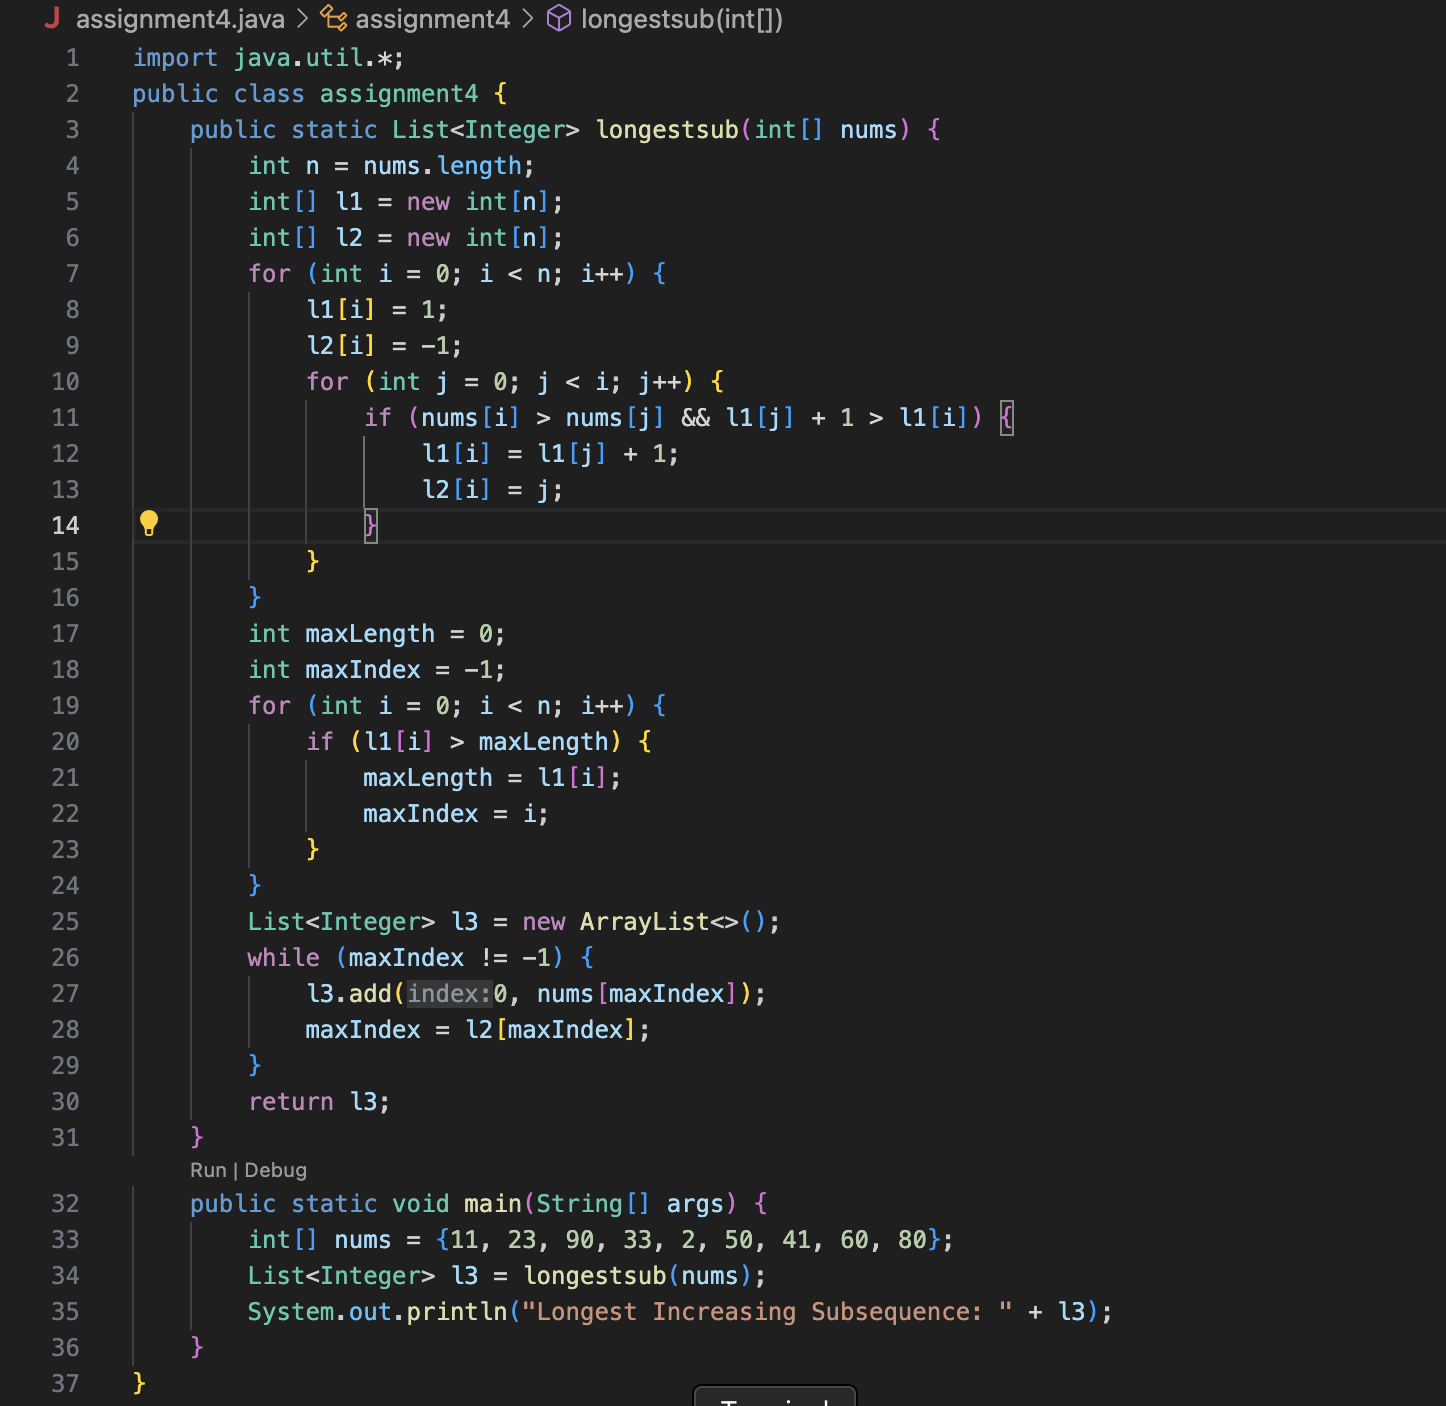 assignment4.java > assignment4 > longestsub(int[])
1 import java.util.*;
2 public class assignment4 {
3     public static List<Integer> longestsub(int[] nums) {
4         int n = nums.length;
5         int[] l1 = new int[n];
6         int[] l2 = new int[n];
7         for (int i = 0; i < n; i++) {
8             l1[i] = 1;
9             l2[i] = -1;
10             for (int j = 0; j < i; j++) {
11                 if (nums[i] > nums[j] && l1[j] + 1 > l1[i]) {
12                     l1[i] = l1[j] + 1;
13                     l2[i] = j;
14                 }
15             }
16         }
17         int maxLength = 0;
18         int maxIndex = -1;
19         for (int i = 0; i < n; i++) {
20             if (l1[i] > maxLength) {
21                 maxLength = l1[i];
22                 maxIndex = i;
23             }
24         }
25         List<Integer> l3 = new ArrayList<>();
26         while (maxIndex != -1) {
27             l3.add(index:0, nums[maxIndex]);
28             maxIndex = l2[maxIndex];
29         }
30         return l3;
31     }
Run | Debug
32     public static void main(String[] args) {
33         int[] nums = {11, 23, 90, 33, 2, 50, 41, 60, 80};
34         List<Integer> l3 = longestsub(nums);
35         System.out.println("Longest Increasing Subsequence: " + l3);
36     }
37 }